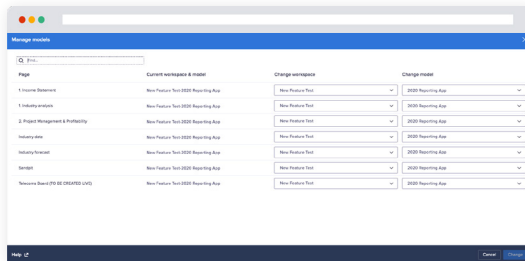 Manage models
Find...
Page Current workspace & model Change workspace Change model
1. Income Statement New Feature Test-2020 Reporting App New Feature Test 2020 Reporting App
1. Industry analysis New Feature Test-2020 Reporting App New Feature Test 2020 Reporting App
2. Project Management & Profitability New Feature Test-2020 Reporting App New Feature Test 2020 Reporting App
Industry data New Feature Test-2020 Reporting App New Feature Test 2020 Reporting App
Industry forecast New Feature Test-2020 Reporting App New Feature Test 2020 Reporting App
Sandpit New Feature Test-2020 Reporting App New Feature Test 2020 Reporting App
Telecoms Board (TO BE CREATED LIVE) New Feature Test-2020 Reporting App New Feature Test 2020 Reporting App
Help Cancel Change